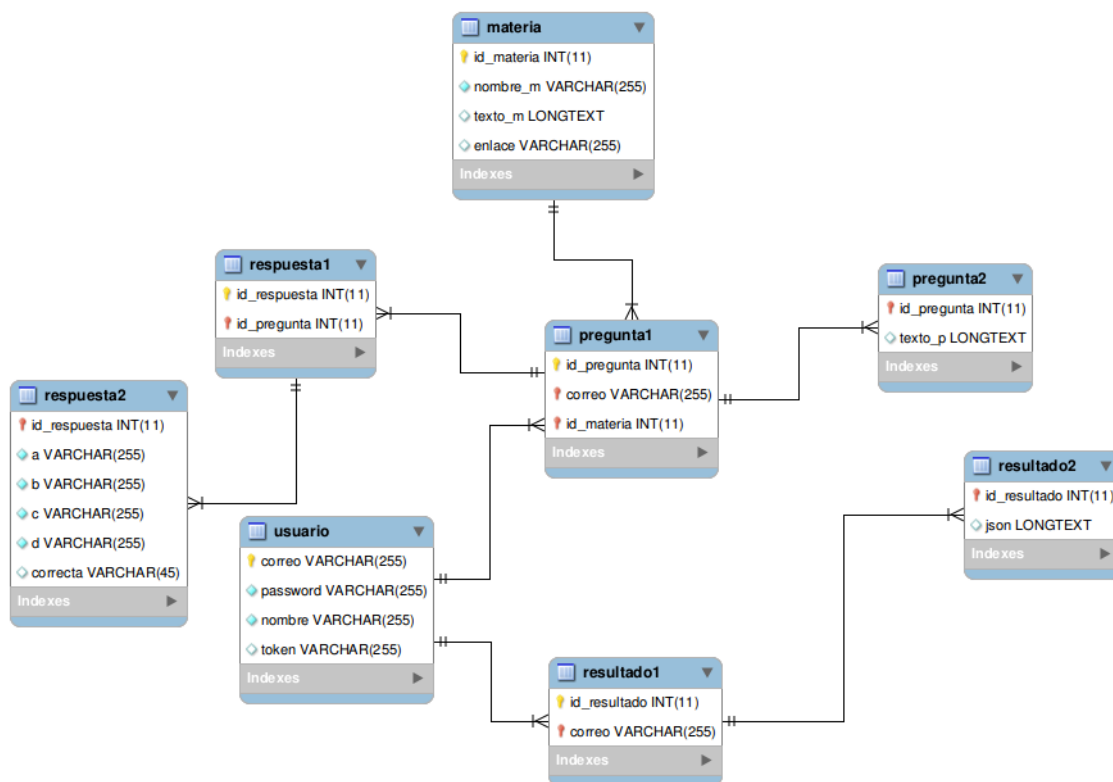 materia
id_materia INT(11)
nombre_m VARCHAR(255)
texto_m LONGTEXT
enlace VARCHAR(255)
Indexes
respuesta1
id_respuesta INT(11)
id_pregunta INT(11)
Indexes
pregunta2
id_pregunta INT(11)
texto_p LONGTEXT
Indexes
pregunta1
id_pregunta INT(11)
correo VARCHAR(255)
id_materia INT(11)
Indexes
respuesta2
id_respuesta INT(11)
a VARCHAR(255)
b VARCHAR(255)
c VARCHAR(255)
d VARCHAR(255)
correcta VARCHAR(45)
Indexes
resultado2
id_resultado INT(11)
json LONGTEXT
Indexes
usuario
correo VARCHAR(255)
password VARCHAR(255)
nombre VARCHAR(255)
token VARCHAR(255)
Indexes
resultado1
id_resultado INT(11)
correo VARCHAR(255)
Indexes